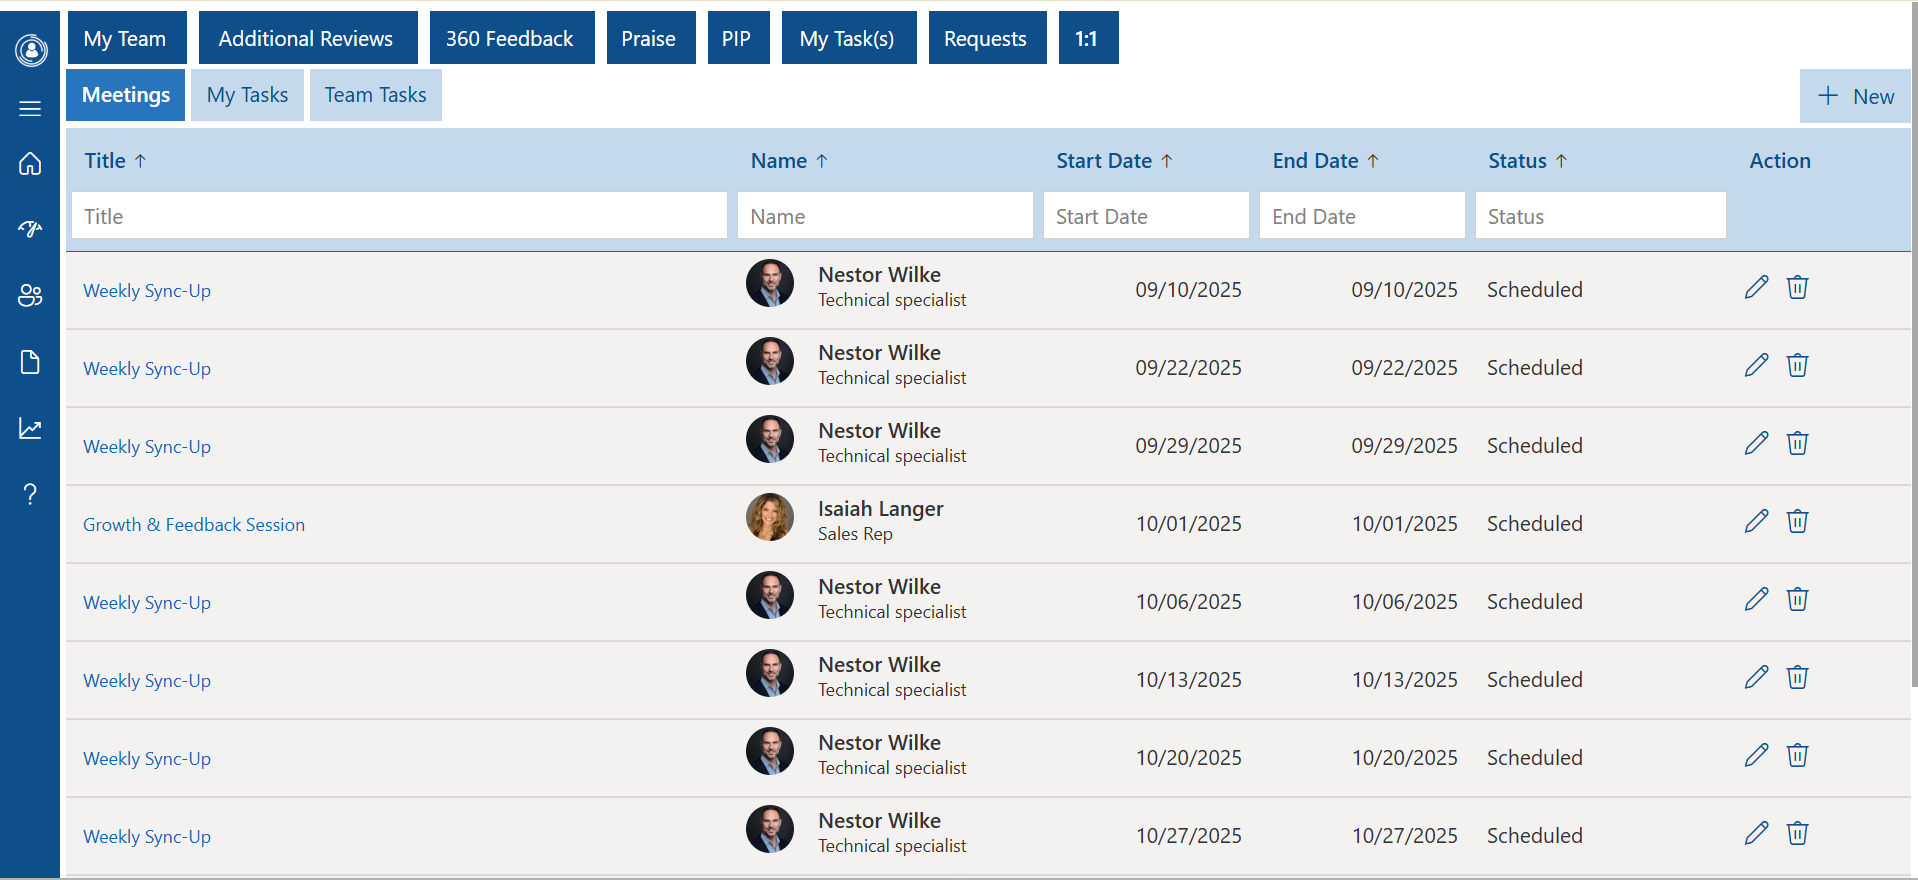 My Team Additional Reviews 360 Feedback Praise PIP My Task(s) Requests 1:1
Meetings My Tasks Team Tasks New
Title Name Start Date End Date Status Action
Title Name Start Date End Date Status
Weekly Sync-Up Nestor Wilke 09/10/2025 09/10/2025 Scheduled
Technical specialist
Weekly Sync-Up Nestor Wilke 09/22/2025 09/22/2025 Scheduled
Technical specialist
Weekly Sync-Up Nestor Wilke 09/29/2025 09/29/2025 Scheduled
Technical specialist
Growth & Feedback Session Isaiah Langer 10/01/2025 10/01/2025 Scheduled
Sales Rep
Weekly Sync-Up Nestor Wilke 10/06/2025 10/06/2025 Scheduled
Technical specialist
Weekly Sync-Up Nestor Wilke 10/13/2025 10/13/2025 Scheduled
Technical specialist
Weekly Sync-Up Nestor Wilke 10/20/2025 10/20/2025 Scheduled
Technical specialist
Weekly Sync-Up Nestor Wilke 10/27/2025 10/27/2025 Scheduled
Technical specialist